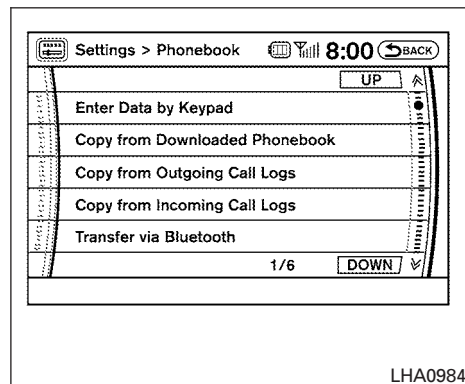 Settings > Phonebook 8:00 BACK
UP
Enter Data by Keypad
Copy from Downloaded Phonebook
Copy from Outgoing Call Logs
Copy from Incoming Call Logs
Transfer via Bluetooth
1/6 DOWN
LHA0984